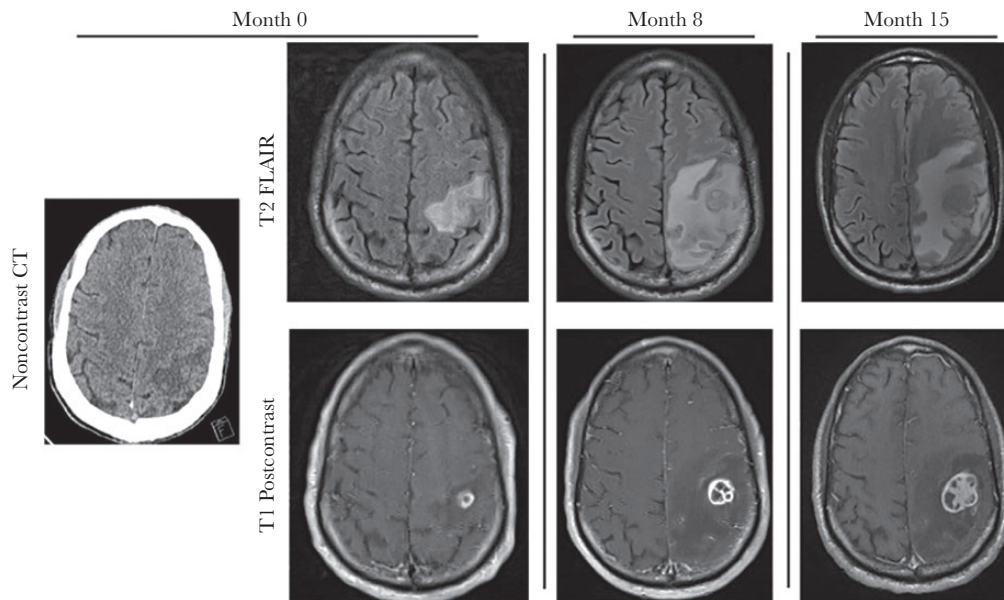 Month 0
Month 8
Month 15
T2 FLAIR
Noncontrast CT
T1 Postcontrast